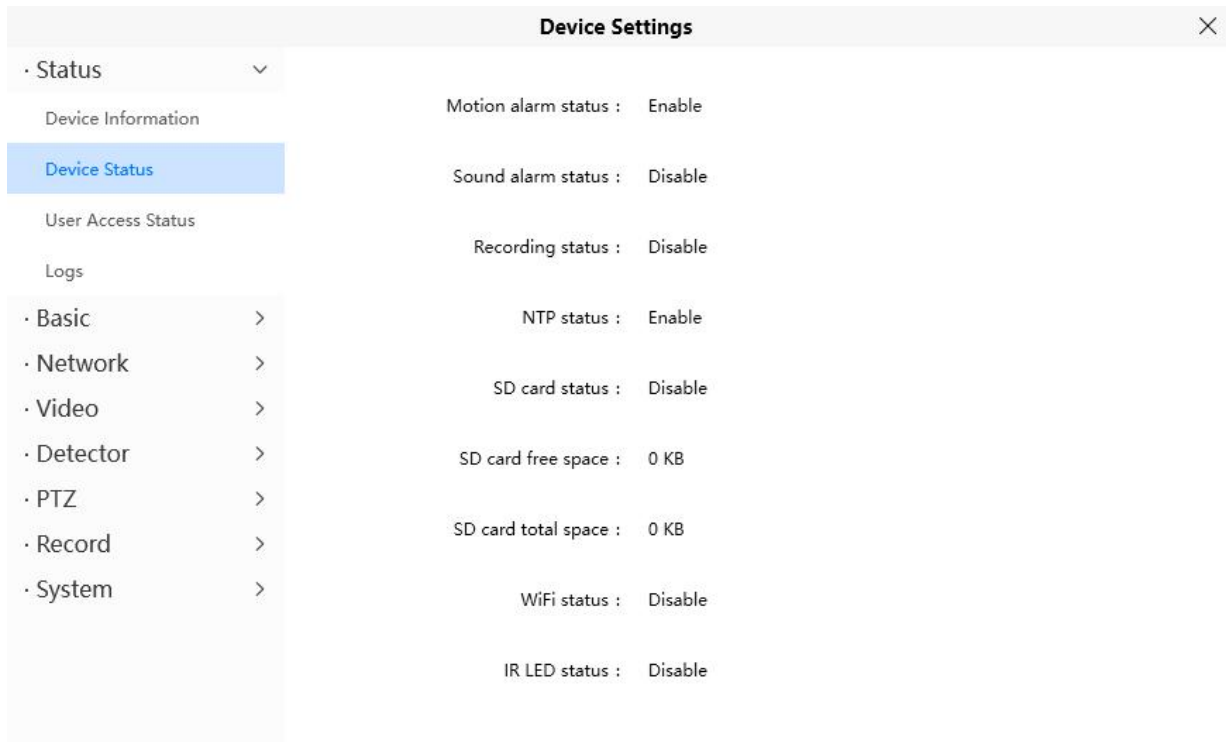 Device Settings
· Status
Device Information
Device Status
User Access Status
Logs
· Basic
· Network
· Video
· Detector
· PTZ
· Record
· System
Motion alarm status : Enable
Sound alarm status : Disable
Recording status : Disable
NTP status : Enable
SD card status : Disable
SD card free space : 0 KB
SD card total space : 0 KB
WiFi status : Disable
IR LED status : Disable